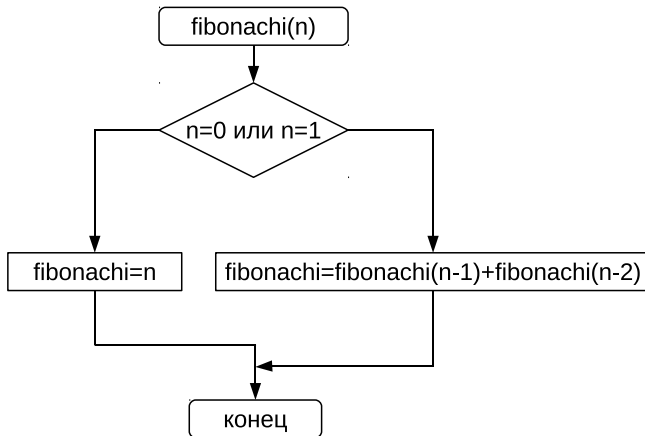 fibonachi(n)
n=0 или n=1
fibonachi=n
fibonachi=fibonachi(n-1)+fibonachi(n-2)
конец